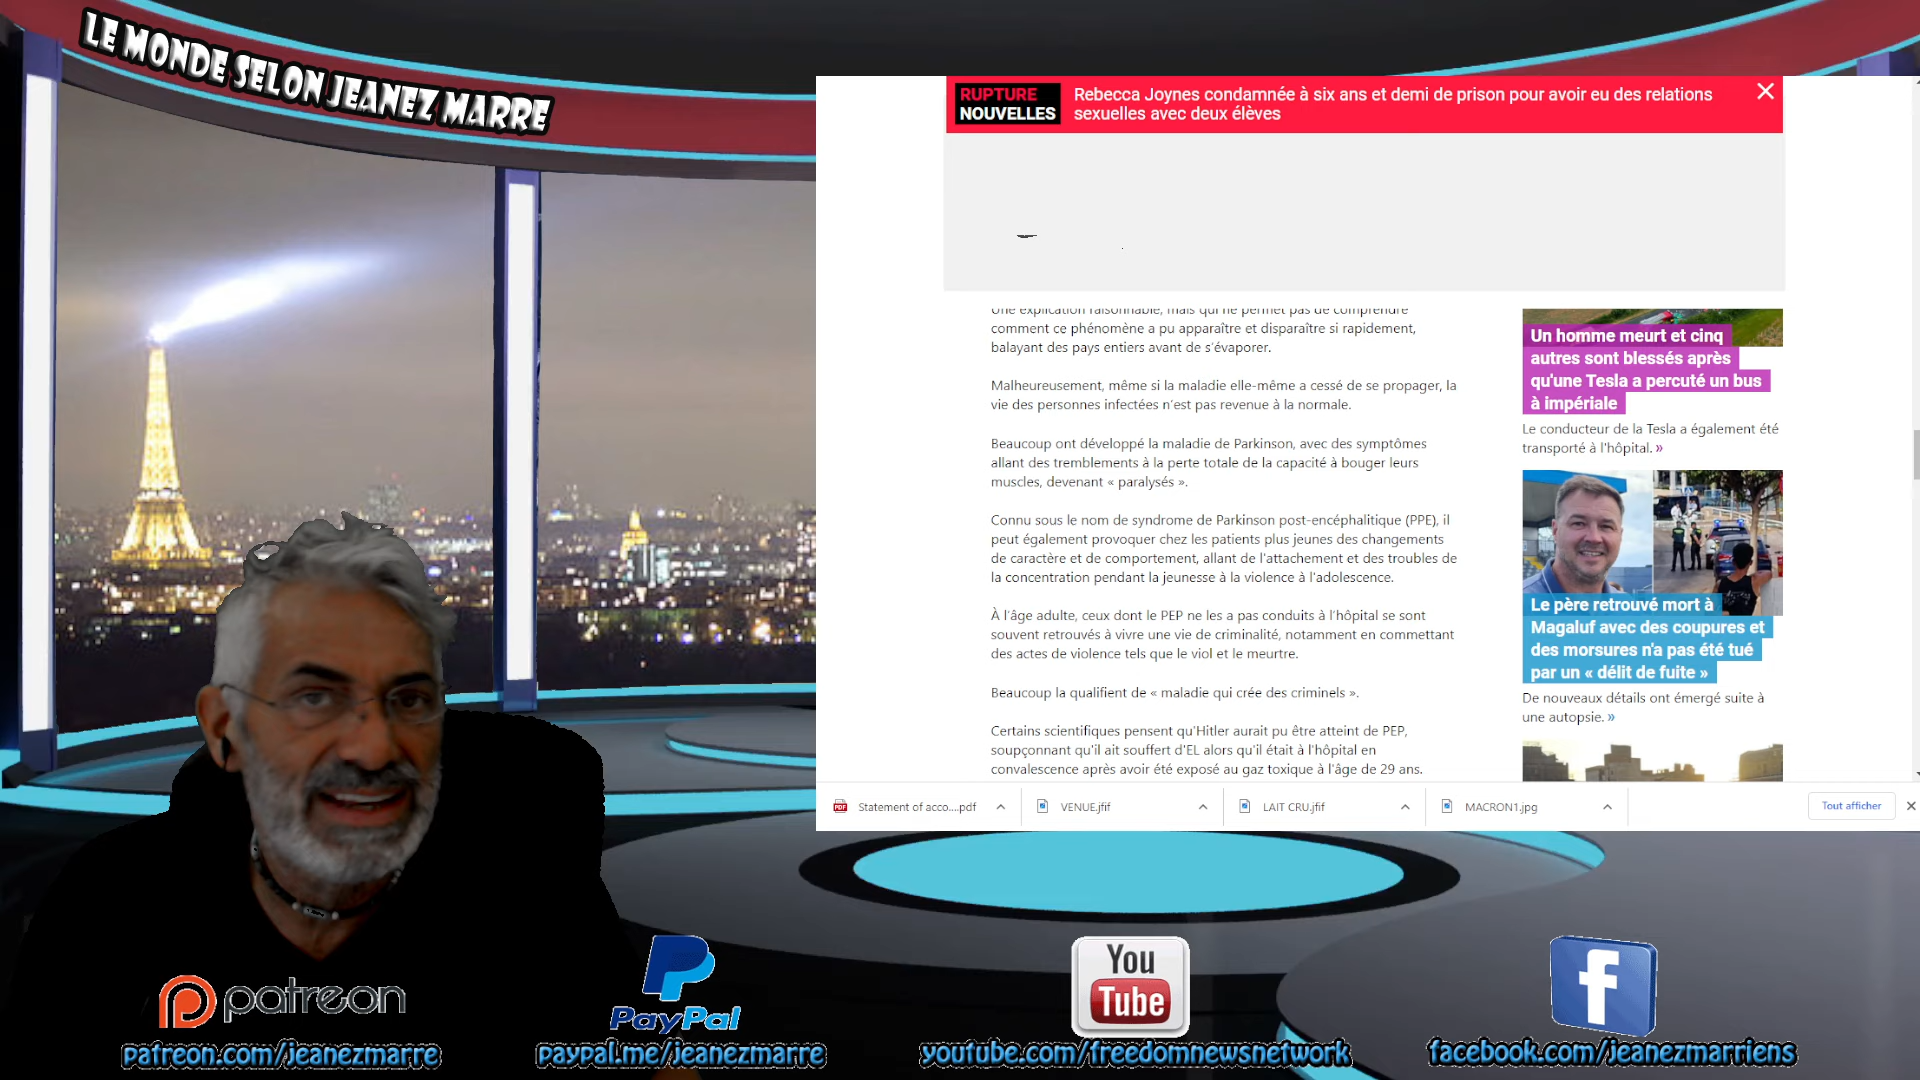 LE MONDE SELON JEANEZ MARRE
RUPTURE
NOUVELLES
Rebecca Joynes condamnée à six ans et demi de prison pour avoir eu des relations
sexuelles avec deux élèves
Une explication raisonnable, mais qui ne permet pas de comprendre
comment ce phénomène a pu apparaître et disparaître si rapidement,
balayant des pays entiers avant de s'évaporer.
Malheureusement, même si la maladie elle-même a cessé de se propager, la
vie des personnes infectées n'est pas revenue à la normale.
Beaucoup ont développé la maladie de Parkinson, avec des symptômes
allant des tremblements à la perte totale de la capacité à bouger leurs
muscles, devenant « paralysés ».
Connu sous le nom de syndrome de Parkinson post-encéphalitique (PPE), il
peut également provoquer chez les patients plus jeunes des changements
de caractère et de comportement, allant de l'attachement et des troubles de
la concentration pendant la jeunesse à la violence à l'adolescence.
À l'âge adulte, ceux dont le PEP ne les a pas conduits à l'hôpital se sont
souvent retrouvés à vivre une vie de criminalité, notamment en commettant
des actes de violence tels que le viol et le meurtre.
Beaucoup la qualifient de « maladie qui crée des criminels ».
Certains scientifiques pensent qu'Hitler aurait pu être atteint de PEP,
soupçonnant qu'il ait souffert d'EL alors qu'il était à l'hôpital en
convalescence après avoir été exposé au gaz toxique à l'âge de 29 ans.
Un homme meurt et cinq
autres sont blessés après
qu'une Tesla a percuté un bus
à impériale
Le conducteur de la Tesla a également été
transporté à l'hôpital. »
Le père retrouvé mort à
Magaluf avec des coupures et
des morsures n'a pas été tué
par un « délit de fuite »
De nouveaux détails ont émergé suite à
une autopsie. »
Statement of acco....pdf
VENUE.jfif
LAIT CRU.jfif
MACRON1.jpg
Tout afficher
patreon
PayPal
You
Tube
f
patreon.com/jeanezmarre
paypal.me/jeanezmarre
youtube.com/freedomnewsnetwork
facebook.com/jeanezmarriens